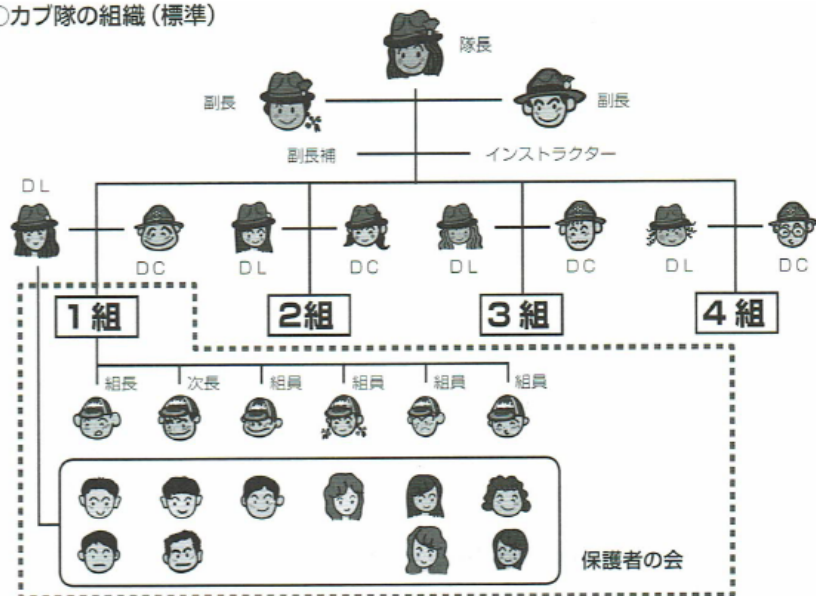 ○カブ隊の組織（標準）
隊長
副長
副長
副長補
インストラクター
DL
DC
DL
DC
DL
DC
DL
DC
1組
2組
3組
4組
組長
次長
組員
組員
組員
組員
保護者の会